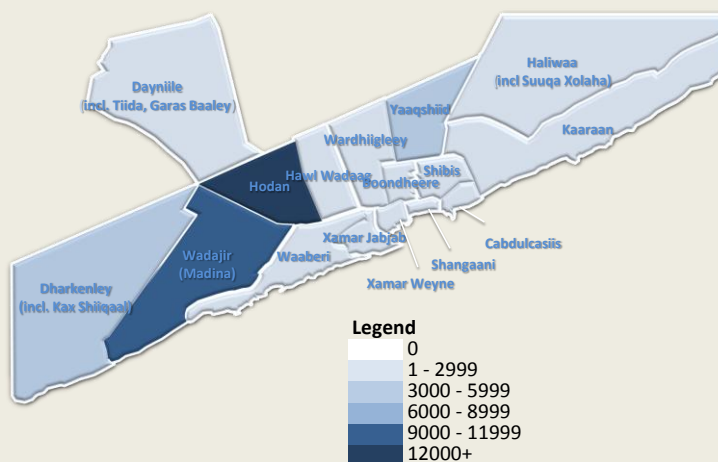 Dayniile
(incl. Tiida, Garas Baaley)
Haliwaa
(incl Suuqa Xolaha)
Yaaqshiid
Kaaraan
Wardhiigleey
Hawl Wadaag
Shibis
Boondheere
Hodan
Xamar Jabjab
Cabdulcasiis
Wadajir
(Madina)
Waaberi
Shangaani
Xamar Weyne
Dharkenley
(incl. Kax Shiiqaal)
Legend
0
1 - 2999
3000 - 5999
6000 - 8999
9000 - 11999
12000+